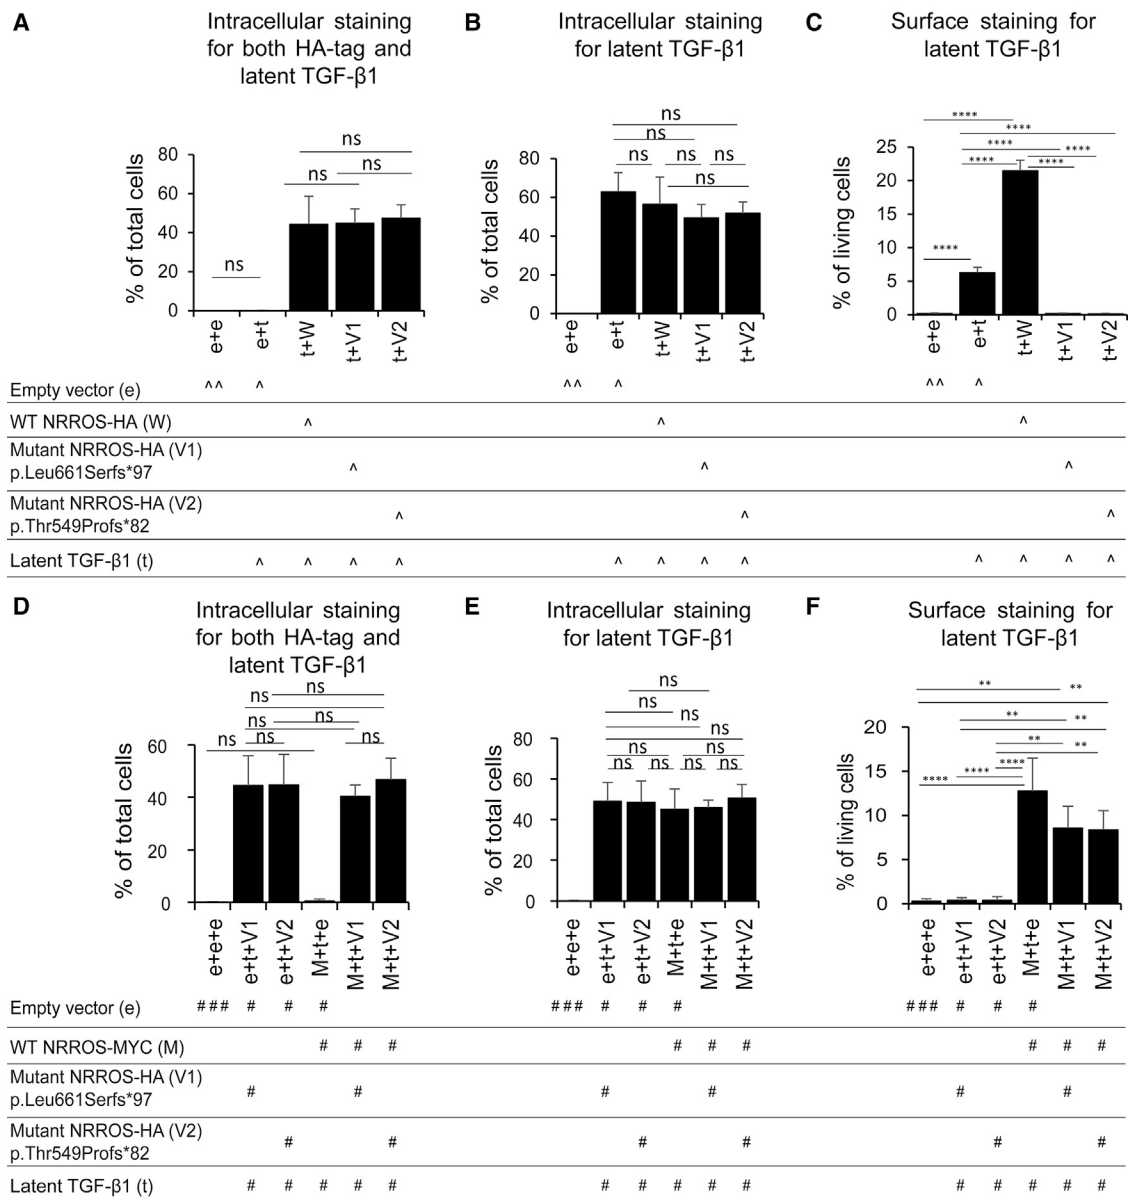 A
Intracellular staining
for both HA-tag and
latent TGF-β1
% of total cells
80
60
40
20
0
ns
ns
ns
ns
e+e
e+t
t+W
t+V1
t+V2
B
Intracellular staining
for latent TGF-β1
% of total cells
80
60
40
20
0
ns
ns
ns
ns
ns
ns
e+e
e+t
t+W
t+V1
t+V2
C
Surface staining for
latent TGF-β1
% of living cells
25
20
15
10
5
0
****
****
****
****
****
****
****
e+e
e+t
t+W
t+V1
t+V2
Empty vector (e) ^^ ^ ^^ ^ ^^ ^
WT NRROS-HA (W) ^ ^ ^
Mutant NRROS-HA (V1)
p.Leu661Serfs*97 ^ ^ ^
Mutant NRROS-HA (V2)
p.Thr549Profs*82 ^ ^ ^
Latent TGF-β1 (t) ^ ^ ^ ^ ^ ^ ^ ^ ^ ^ ^ ^
D
Intracellular staining
for both HA-tag and
latent TGF-β1
% of total cells
60
40
20
0
ns
ns
ns
ns
ns
ns
ns
e+e+e
e+t+V1
e+t+V2
M+t+e
M+t+V1
M+t+V2
E
Intracellular staining
for latent TGF-β1
% of total cells
80
60
40
20
0
ns
ns
ns
ns
ns
ns
ns
ns
ns
ns
e+e+e
e+t+V1
e+t+V2
M+t+e
M+t+V1
M+t+V2
F
Surface staining for
latent TGF-β1
% of living cells
20
15
10
5
0
**
**
**
**
**
**
****
****
****
e+e+e
e+t+V1
e+t+V2
M+t+e
M+t+V1
M+t+V2
Empty vector (e) ### # # # ### # # # ### # # #
WT NRROS-MYC (M) # # # # # # # # #
Mutant NRROS-HA (V1)
p.Leu661Serfs*97 # # # # # #
Mutant NRROS-HA (V2)
p.Thr549Profs*82 # # # # # #
Latent TGF-β1 (t) # # # # # # # # # # # # # # #